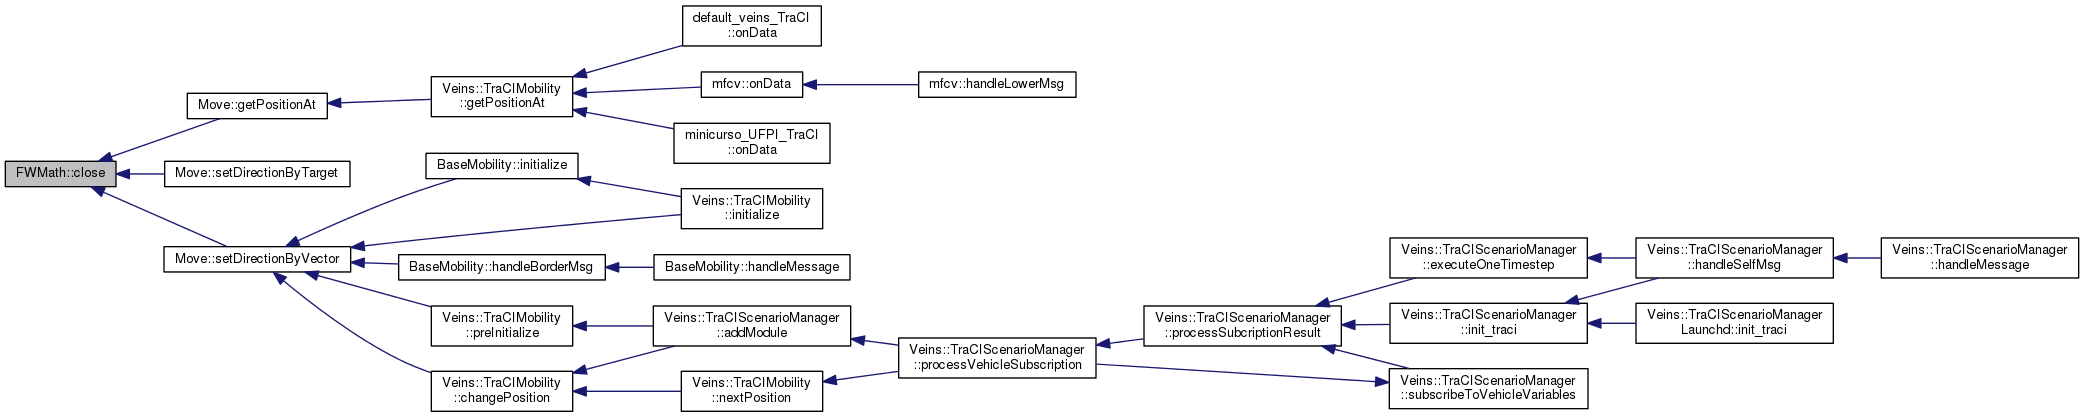 default_veins_TraCI
::onData
mfcv::onData
mfcv::handleLowerMsg
Veins::TraCIMobility
::getPositionAt
Move::getPositionAt
minicurso_UFPI_TraCI
::onData
FWMath::close
Move::setDirectionByTarget
BaseMobility::initialize
Veins::TraCIMobility
::initialize
Move::setDirectionByVector
BaseMobility::handleBorderMsg
BaseMobility::handleMessage
Veins::TraCIScenarioManager
::executeOneTimestep
Veins::TraCIScenarioManager
::handleSelfMsg
Veins::TraCIScenarioManager
::handleMessage
Veins::TraCIMobility
::preInitialize
Veins::TraCIScenarioManager
::addModule
Veins::TraCIScenarioManager
::processSubcriptionResult
Veins::TraCIScenarioManager
::init_traci
Veins::TraCIScenarioManager
Launchd::init_traci
Veins::TraCIScenarioManager
::processVehicleSubscription
Veins::TraCIMobility
::changePosition
Veins::TraCIMobility
::nextPosition
Veins::TraCIScenarioManager
::subscribeToVehicleVariables